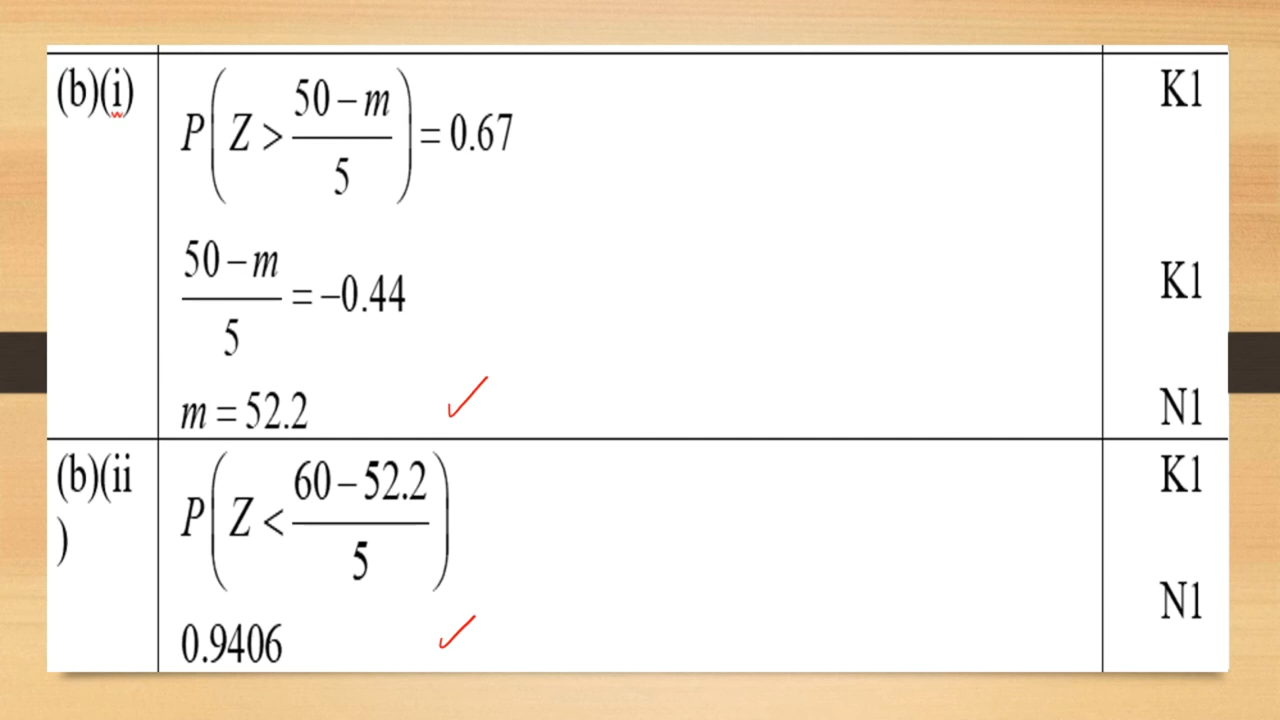 (b)(i) P(Z > (50 − m)/5) = 0.67 K1
(50 − m)/5 = −0.44 K1
m = 52.2 N1
(b)(ii K1
) P(Z < (60 − 52.2)/5)
0.9406 N1